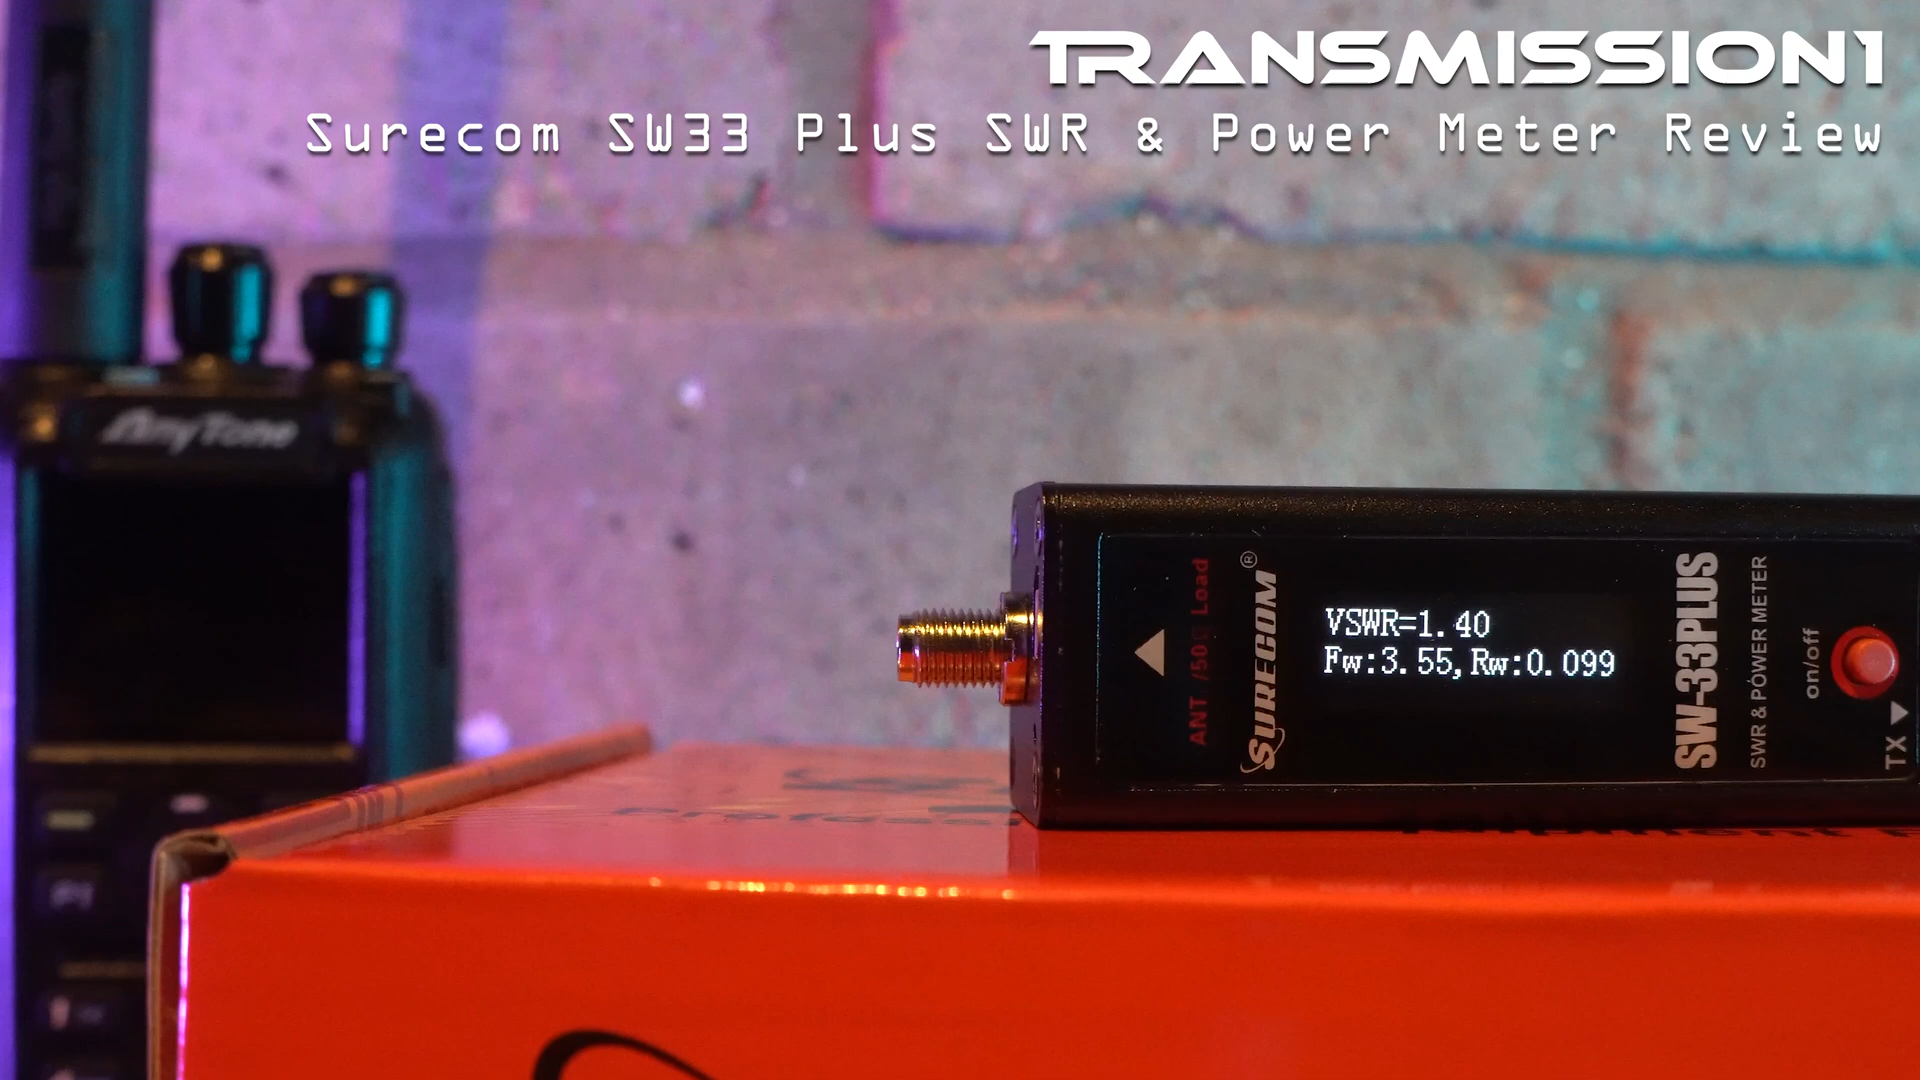 TRANSMISSION1
Surecom SW33 Plus SWR & Power Meter Review
AnyTone
ANT /50Ω Load
SURECOM®
VSWR=1.40
Fw:3.55,Rw:0.099
SW-33PLUS
SWR & POWER METER
on/off
TX